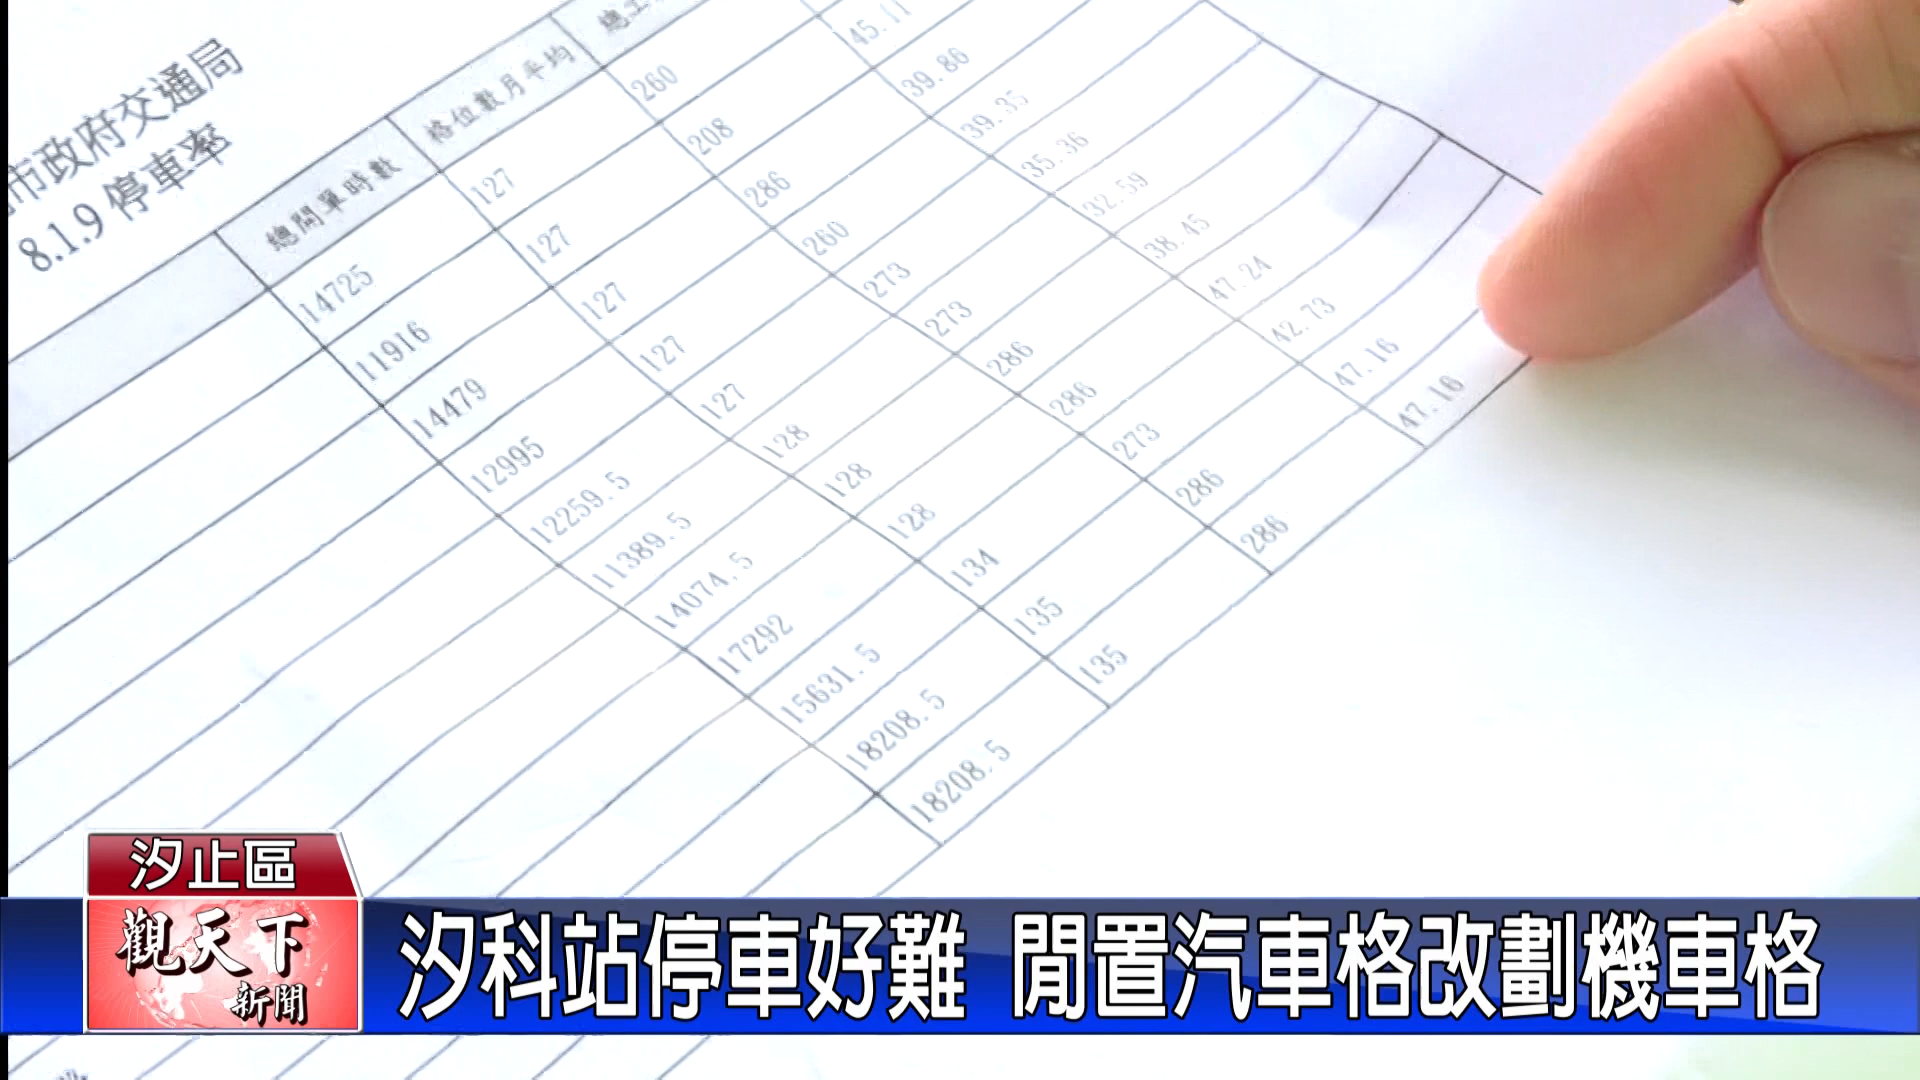 市政府交通局
8.1.9 停車率
總開單時數 格位數月平均 總工
14725 127 260 45.11
11916 127 208 39.86
14479 127 286 39.35
12995 127 260 35.36
12259.5 127 273 32.59
11389.5 128 273 38.45
14074.5 128 286 47.24
17292 128 286 42.73
15631.5 134 273 47.16
18208.5 135 286 47.16
18208.5 135 286
汐止區
觀天下
新聞
汐科站停車好難 閒置汽車格改劃機車格